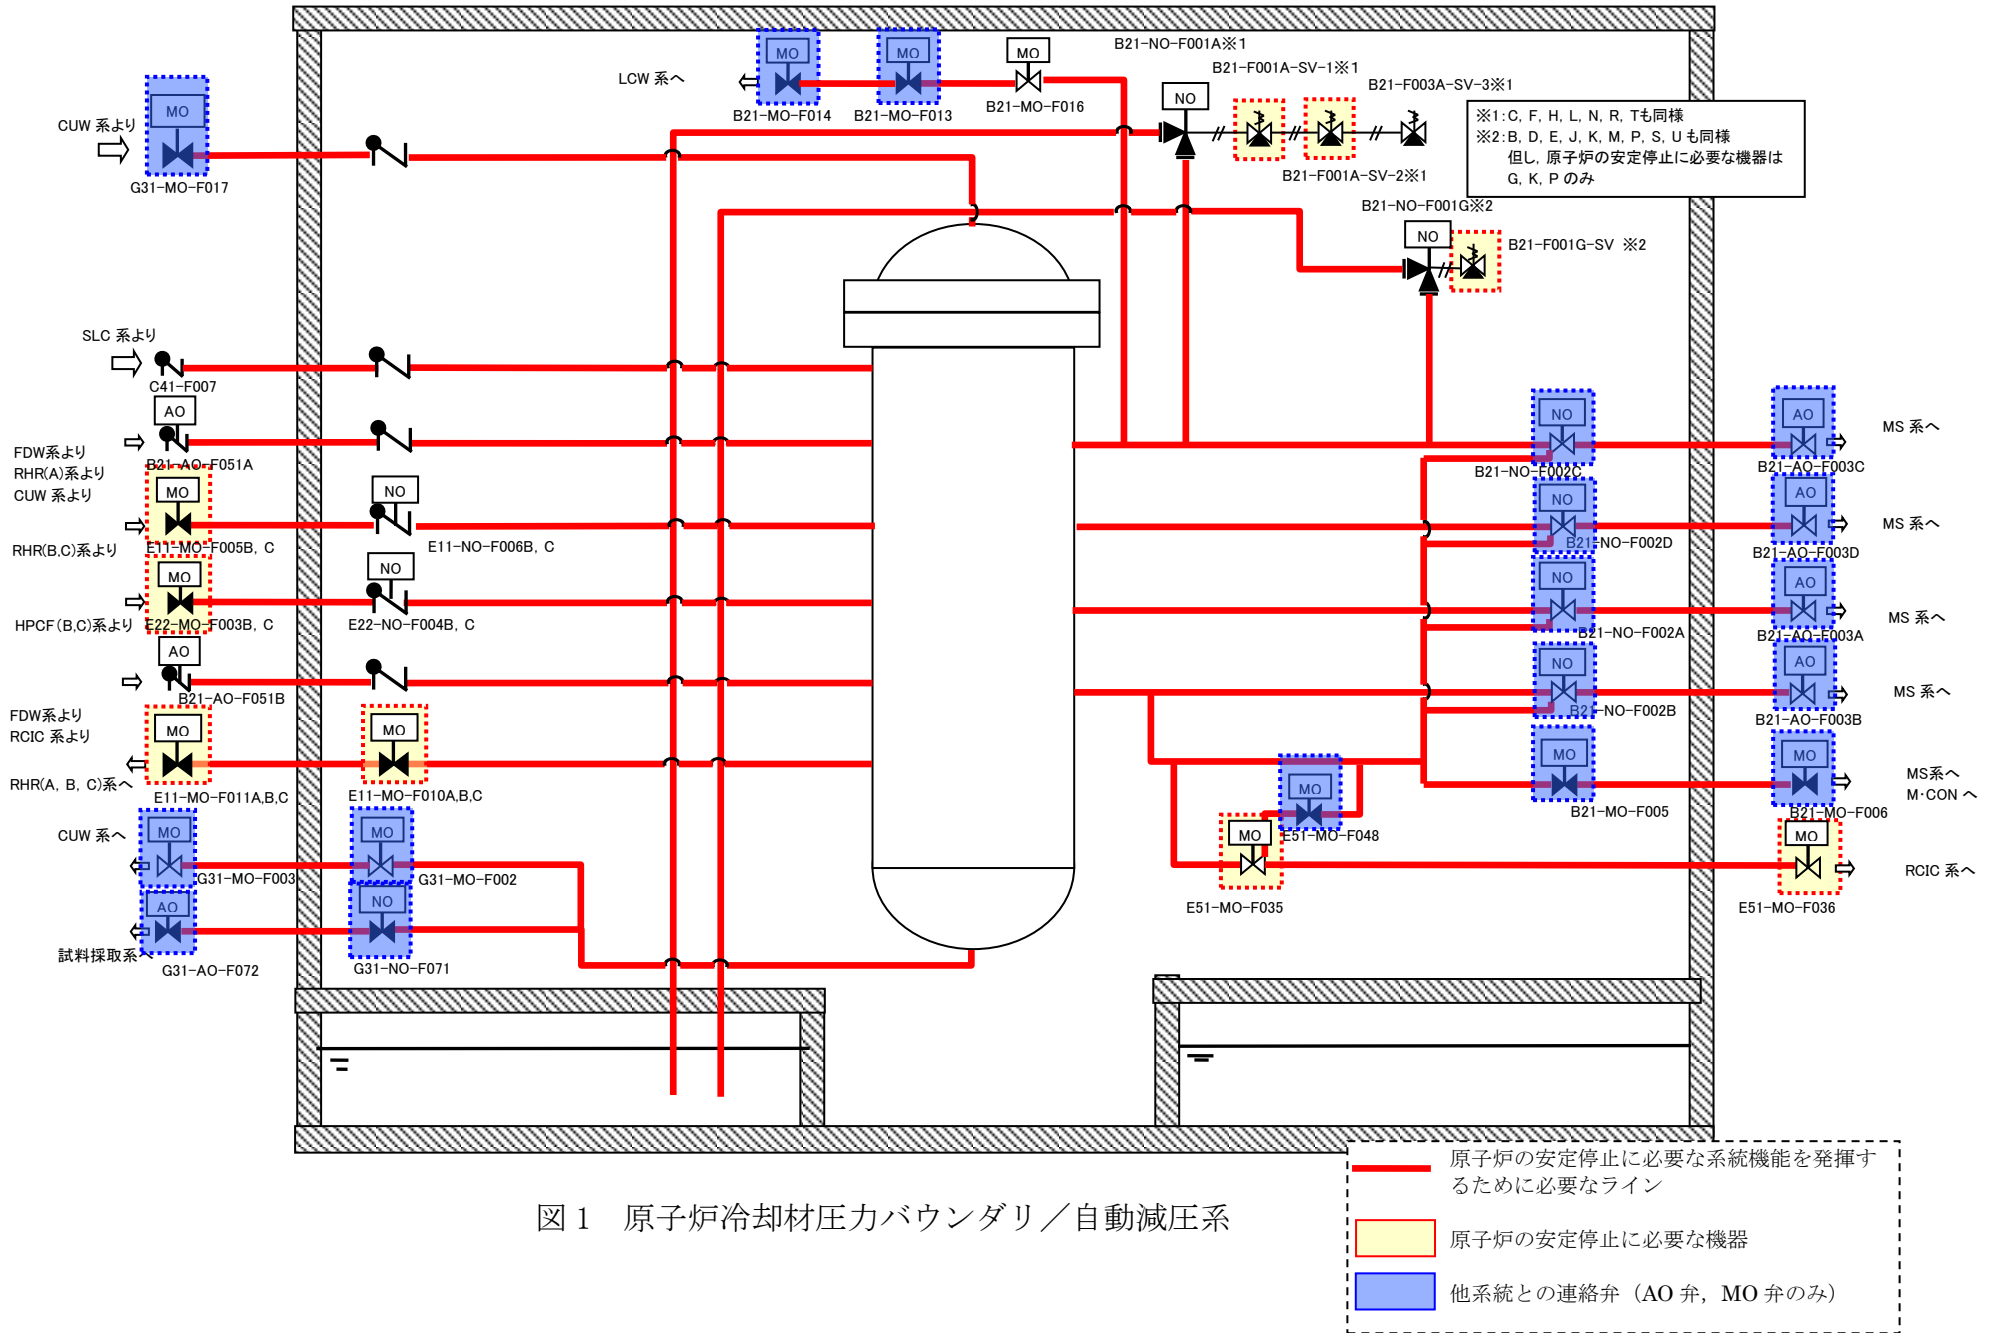 LCW 系へ
MO
B21-MO-F014
MO
B21-MO-F013
MO
B21-MO-F016
B21-NO-F001A※1
NO
B21-F001A-SV-1※1
B21-F003A-SV-3※1
B21-F001A-SV-2※1
※1:C, F, H, L, N, R, Tも同様
※2:B, D, E, J, K, M, P, S, U も同様
但し, 原子炉の安定停止に必要な機器は
G, K, P のみ
B21-NO-F001G※2
NO
B21-F001G-SV ※2
CUW 系より
MO
G31-MO-F017
SLC 系より
C41-F007
AO
B21-AO-F051A
FDW系より
RHR(A)系より
CUW 系より
MO
E11-MO-F005B, C
NO
E11-NO-F006B, C
RHR(B,C)系より
MO
E22-MO-F003B, C
NO
E22-NO-F004B, C
HPCF(B,C)系より
AO
B21-AO-F051B
FDW系より
RCIC 系より
MO
E11-MO-F011A,B,C
MO
E11-MO-F010A,B,C
RHR(A, B, C)系へ
CUW 系へ
MO
G31-MO-F003
MO
G31-MO-F002
AO
G31-AO-F072
NO
G31-NO-F071
試料採取系へ
NO
B21-NO-F002C
AO
B21-AO-F003C
MS 系へ
NO
B21-NO-F002D
AO
B21-AO-F003D
MS 系へ
NO
B21-NO-F002A
AO
B21-AO-F003A
MS 系へ
NO
B21-NO-F002B
AO
B21-AO-F003B
MS 系へ
MO
B21-MO-F005
MO
B21-MO-F006
MS系へ
M・CON へ
MO
E51-MO-F048
MO
E51-MO-F035
MO
E51-MO-F036
RCIC 系へ
図 1　原子炉冷却材圧力バウンダリ／自動減圧系
原子炉の安定停止に必要な系統機能を発揮す
るために必要なライン
原子炉の安定停止に必要な機器
他系統との連絡弁（AO 弁，MO 弁のみ）